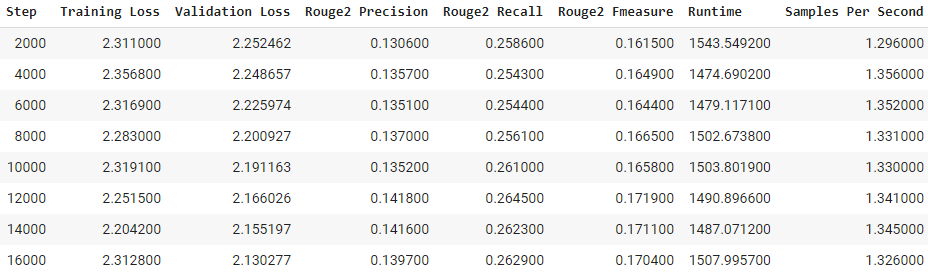 Step Training Loss Validation Loss Rouge2 Precision Rouge2 Recall Rouge2 Fmeasure Runtime Samples Per Second
2000 2.311000 2.252462 0.130600 0.258600 0.161500 1543.549200 1.296000
4000 2.356800 2.248657 0.135700 0.254300 0.164900 1474.690200 1.356000
6000 2.316900 2.225974 0.135100 0.254400 0.164400 1479.117100 1.352000
8000 2.283000 2.200927 0.137000 0.256100 0.166500 1502.673800 1.331000
10000 2.319100 2.191163 0.135200 0.261000 0.165800 1503.801900 1.330000
12000 2.251500 2.166026 0.141800 0.264500 0.171900 1490.896600 1.341000
14000 2.204200 2.155197 0.141600 0.262300 0.171100 1487.071200 1.345000
16000 2.312800 2.130277 0.139700 0.262900 0.170400 1507.995700 1.326000